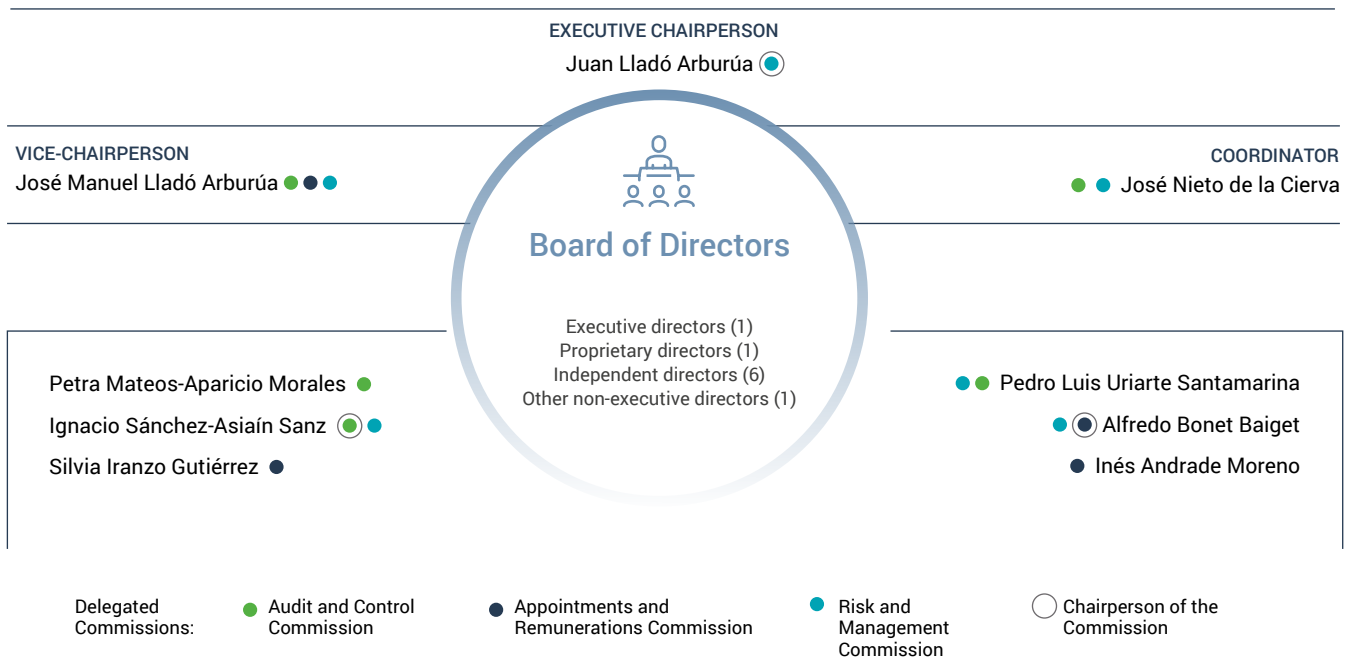 EXECUTIVE CHAIRPERSON
Juan Lladó Arburúa
VICE-CHAIRPERSON
José Manuel Lladó Arburúa
COORDINATOR
José Nieto de la Cierva
Board of Directors
Executive directors (1)
Proprietary directors (1)
Independent directors (6)
Other non-executive directors (1)
Petra Mateos-Aparicio Morales
Ignacio Sánchez-Asiaín Sanz
Silvia Iranzo Gutiérrez
Pedro Luis Uriarte Santamarina
Alfredo Bonet Baiget
Inés Andrade Moreno
Delegated
Commissions:
Audit and Control
Commission
Appointments and
Remunerations Commission
Risk and
Management
Commission
Chairperson of the
Commission